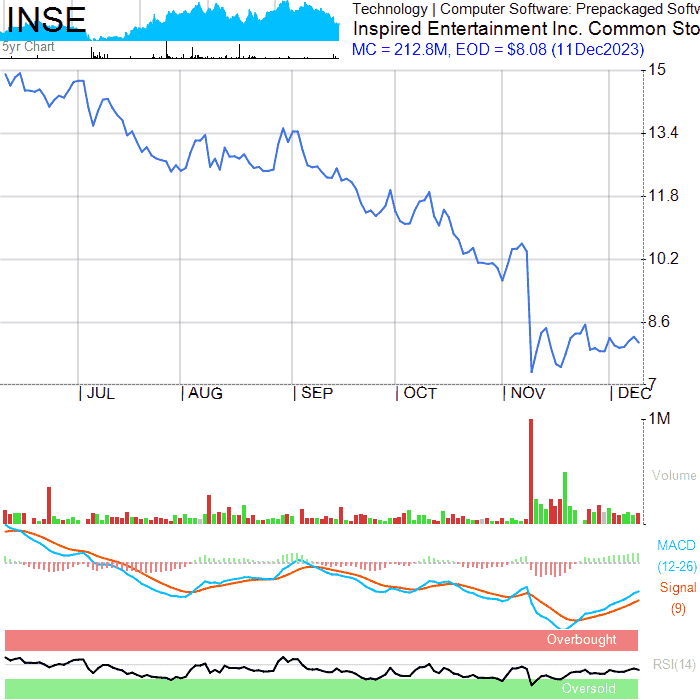 INSE
5yr Chart
Technology | Computer Software: Prepackaged Softw
Inspired Entertainment Inc. Common Sto
MC = 212.8M, EOD = $8.08 (11Dec2023)
15
13.4
11.8
10.2
8.6
7
JUL AUG SEP OCT NOV DEC
1M
Volume
MACD
(12-26)
Signal
(9)
Overbought
RSI(14)
Oversold